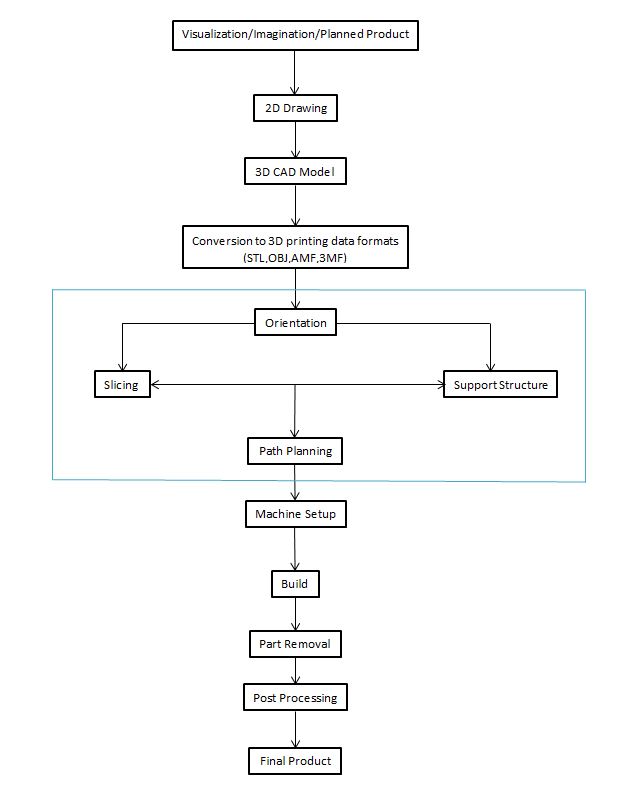 Visualization/Imagination/Planned Product
2D Drawing
3D CAD Model
Conversion to 3D printing data formats
(STL,OBJ,AMF,3MF)
Orientation
Slicing
Support Structure
Path Planning
Machine Setup
Build
Part Removal
Post Processing
Final Product